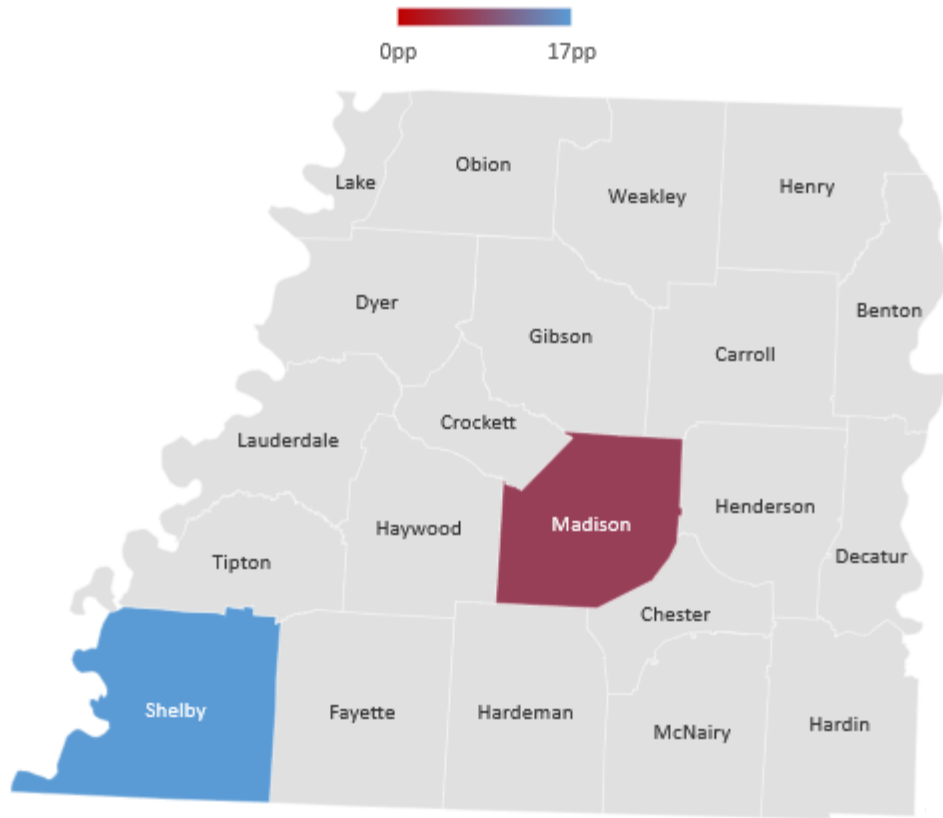 0pp 17pp
Lake
Obion
Weakley
Henry
Dyer
Gibson
Carroll
Benton
Lauderdale
Crockett
Haywood
Madison
Henderson
Decatur
Tipton
Chester
Shelby
Fayette
Hardeman
McNairy
Hardin